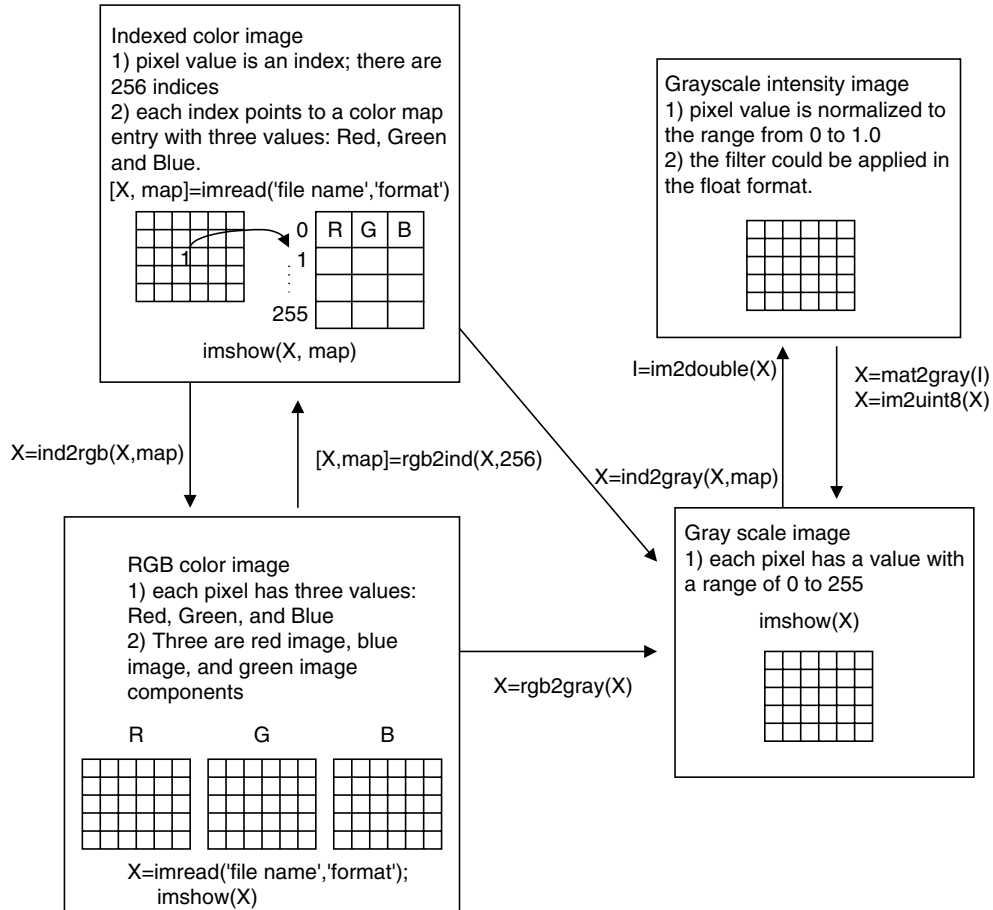 Indexed color image
1) pixel value is an index; there are
256 indices
2) each index points to a color map
entry with three values: Red, Green
and Blue.
[X, map]=imread('file name','format')
0 R G B
1 1
255
imshow(X, map)
Grayscale intensity image
1) pixel value is normalized to
the range from 0 to 1.0
2) the filter could be applied in
the float format.
I=im2double(X)
X=mat2gray(I)
X=im2uint8(X)
X=ind2rgb(X,map)
[X,map]=rgb2ind(X,256)
X=ind2gray(X,map)
RGB color image
1) each pixel has three values:
Red, Green, and Blue
2) Three are red image, blue
image, and green image
components
R G B
X=imread('file name','format');
imshow(X)
X=rgb2gray(X)
Gray scale image
1) each pixel has a value with
a range of 0 to 255
imshow(X)